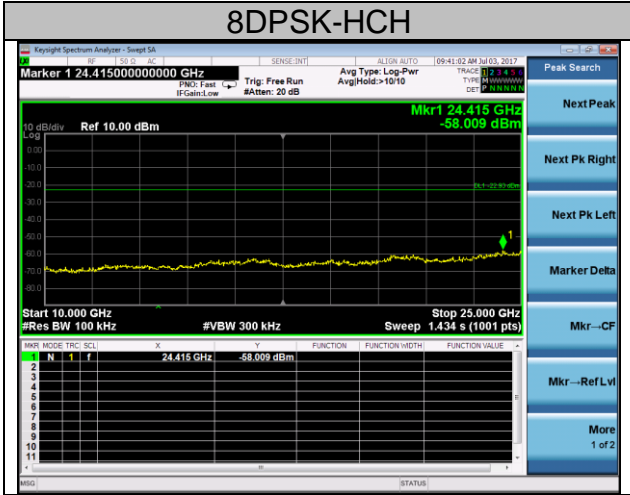 8DPSK-HCH
Keysight Spectrum Analyzer - Swept SA
RF 50 Ω AC SENSE:INT ALIGN AUTO 09:41:02 AM Jul 03, 2017
Marker 1 24.415000000000 GHz
PNO: Fast
IFGain:Low
Trig: Free Run
#Atten: 20 dB
Avg Type: Log-Pwr
Avg|Hold:>10/10
TRACE 1 2 3 4 5 6
TYPE M WWWWW
DET P N N N N N
Peak Search
Mkr1 24.415 GHz
-58.009 dBm
10 dB/div Ref 10.00 dBm
Log
0.00
-10.0
-20.0
DL1 -22.93 dBm
-30.0
-40.0
-50.0
1
-60.0
-70.0
-80.0
Start 10.000 GHz Stop 25.000 GHz
#Res BW 100 kHz #VBW 300 kHz Sweep 1.434 s (1001 pts)
MKR MODE TRC SCL X Y FUNCTION FUNCTION WIDTH FUNCTION VALUE
1 N 1 f 24.415 GHz -58.009 dBm
2
3
4
5
6
7
8
9
10
11
MSG STATUS
Next Peak
Next Pk Right
Next Pk Left
Marker Delta
Mkr→CF
Mkr→Ref Lvl
More
1 of 2